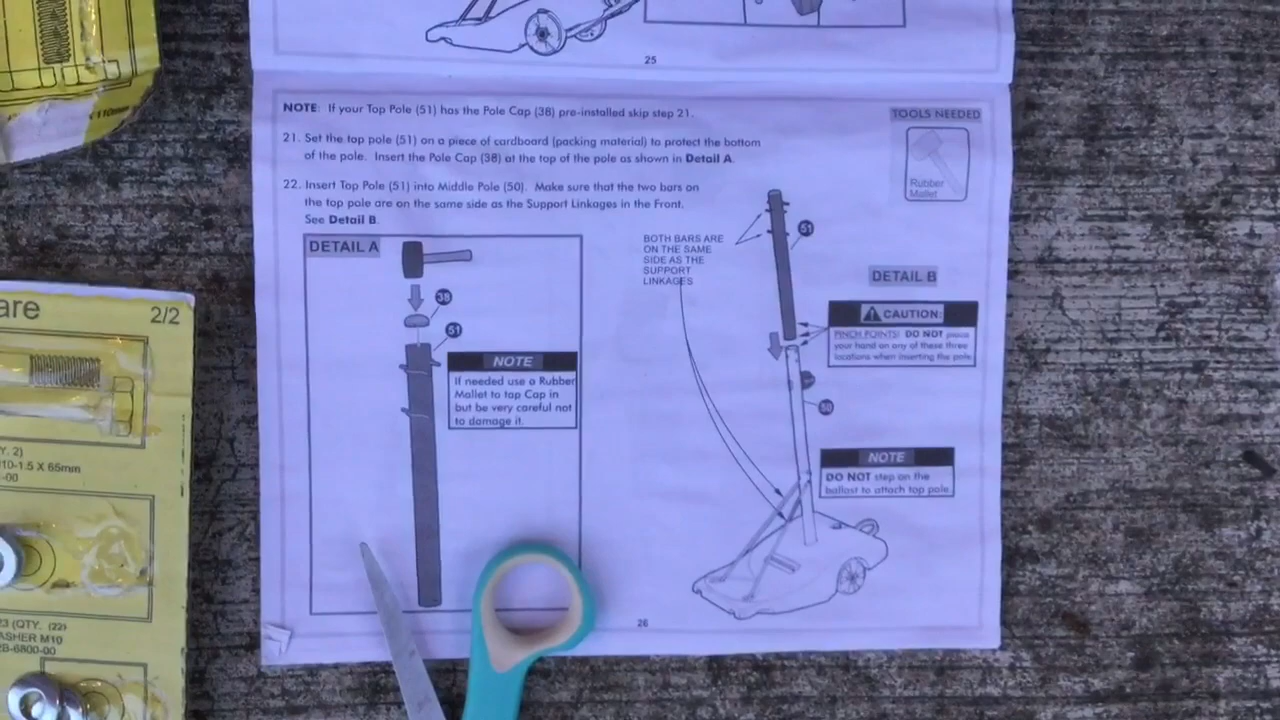 110mm
25
NOTE: If your Top Pole (51) has the Pole Cap (38) pre-installed skip step 21.
21. Set the top pole (51) on a piece of cardboard (packing material) to protect the bottom
of the pole. Insert the Pole Cap (38) at the top of the pole as shown in Detail A.
22. Insert Top Pole (51) into Middle Pole (50). Make sure that the two bars on
the top pole are on the same side as the Support Linkages in the Front.
See Detail B.
TOOLS NEEDED
Rubber
Mallet
DETAIL A
38
51
NOTE
If needed use a Rubber
Mallet to tap Cap in
but be very careful not
to damage it.
BOTH BARS ARE
ON THE SAME
SIDE AS THE
SUPPORT
LINKAGES
51
DETAIL B
CAUTION:
PINCH POINTS! DO NOT place
your hand on any of these three
locations when inserting the pole.
50
NOTE
DO NOT step on the
ballast to attach top pole.
26
are
2/2
Y. 2)
10-1.5 X 65mm
-00
23 (QTY. (22)
ASHER M10
2B-6800-00